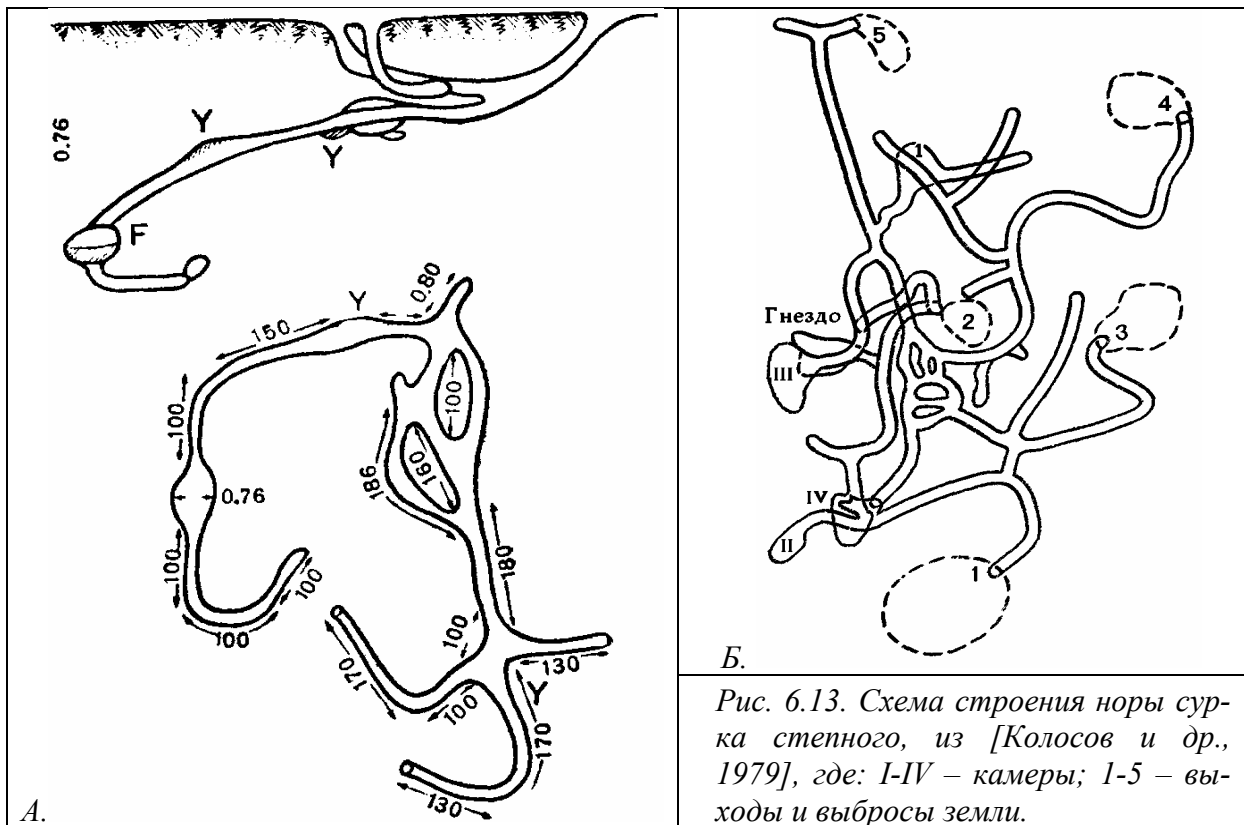 0.76
Y
Y
F
Y
0.80
150
100
100
186
160
0.76
180
100
100
100
100
170
100
130
Y
170
130
А.
5
4
I
Гнездо
2
3
III
IV
II
1
Б.
Рис. 6.13. Схема строения норы сур-
ка степного, из [Колосов и др.,
1979], где: I-IV – камеры; 1-5 – вы-
ходы и выбросы земли.